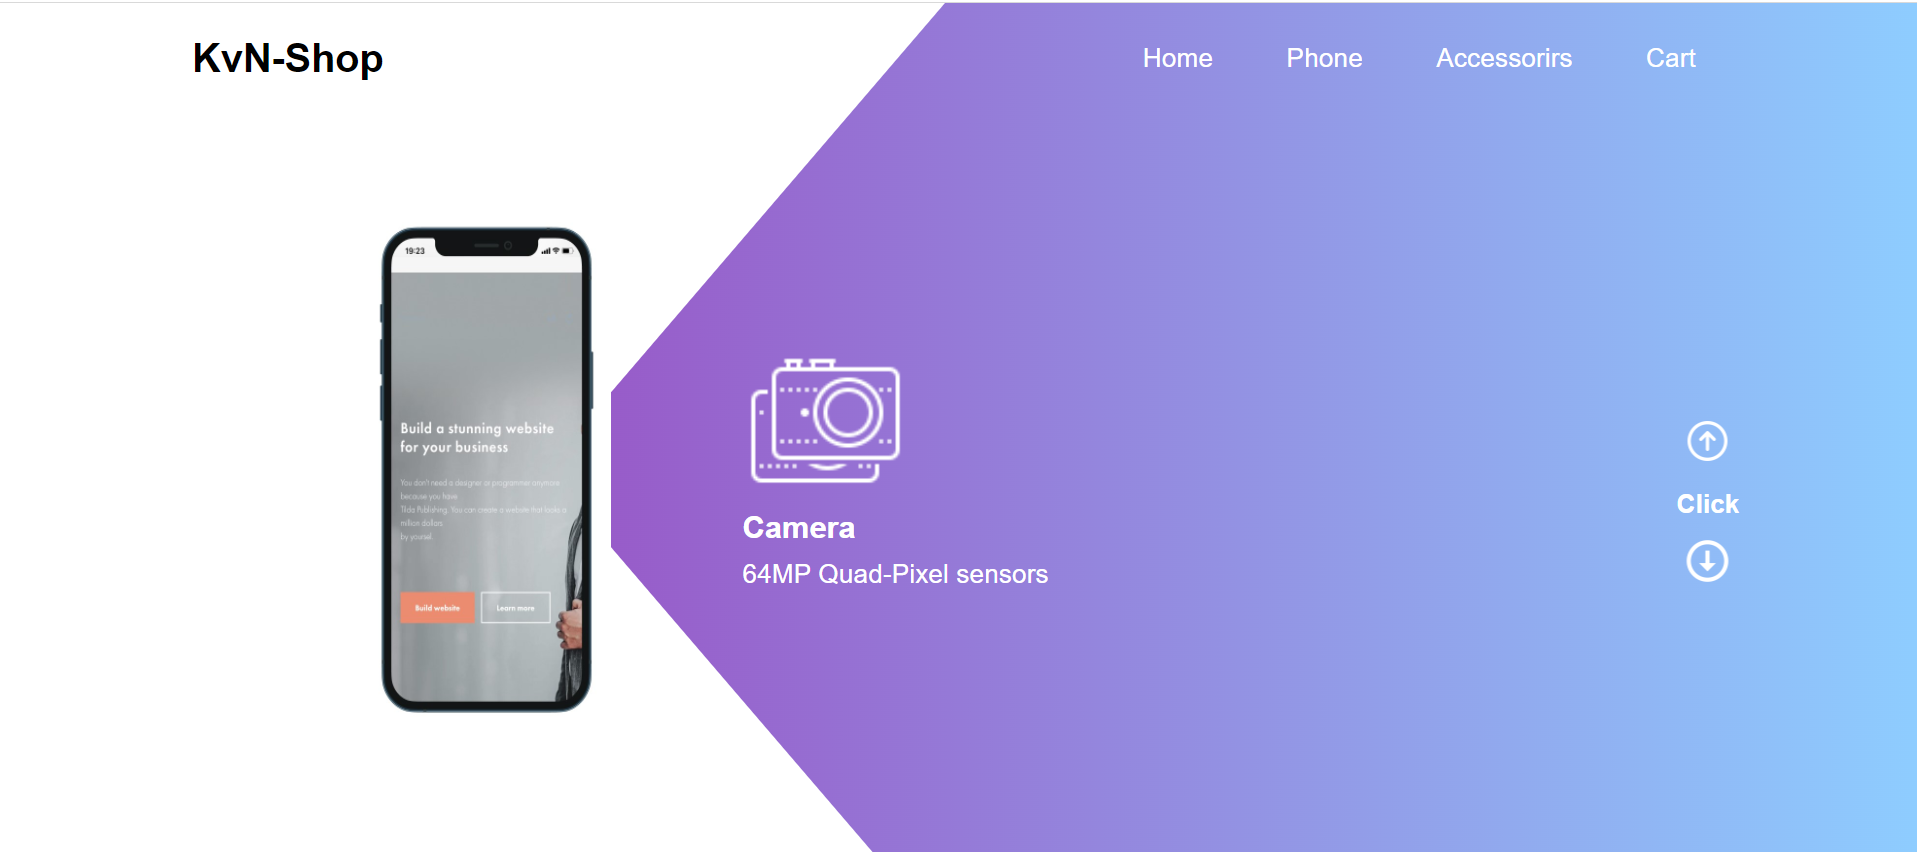 KvN-Shop
Home
Phone
Accessorirs
Cart
19:23
Build a stunning website
for your business
You don't need a designer or programmer anymore
because you have
Tilda Publishing. You can create a website that looks a
million dollars
by yoursel.
Build website
Learn more
Camera
64MP Quad-Pixel sensors
Click